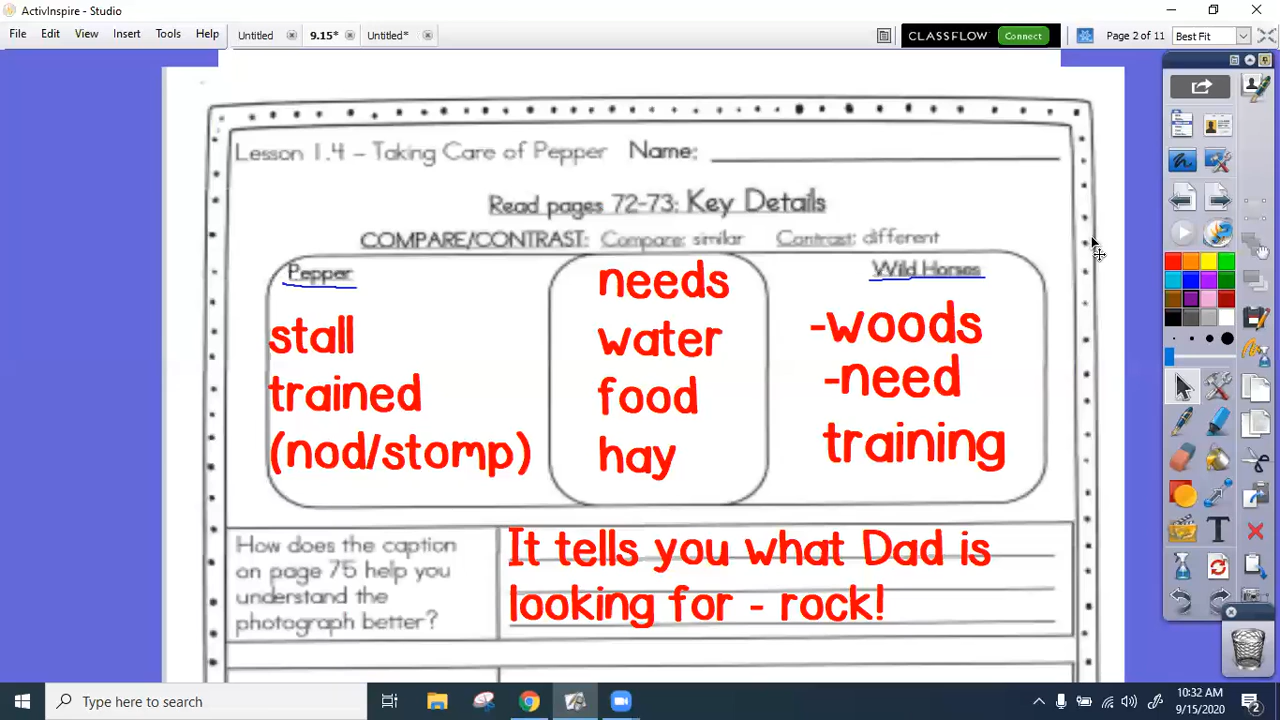 ActivInspire - Studio
File Edit View Insert Tools Help
Untitled 9.15* Untitled*
CLASSFLOW Connect
Page 2 of 11
Best Fit
Lesson 1.4 - Taking Care of Pepper Name:
Read pages 72-73: Key Details
COMPARE/CONTRAST: Compare: similar Contrast: different
Pepper
stall
trained
(nod/stomp)
needs
water
food
hay
Wild Horses
-woods
-need
training
How does the caption
on page 75 help you
understand the
photograph better?
It tells you what Dad is
looking for - rock!
Type here to search
10:32 AM
9/15/2020
2